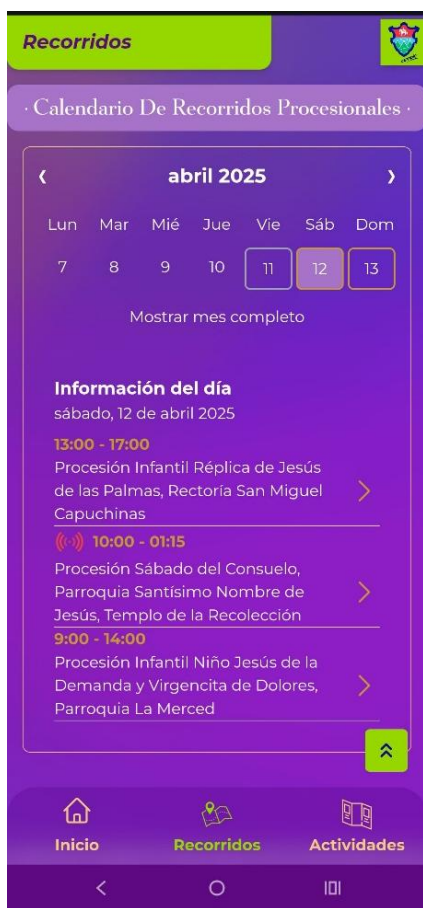 Recorridos
· Calendario De Recorridos Procesionales ·
abril 2025
Lun Mar Mié Jue Vie Sáb Dom
7 8 9 10 11 12 13
Mostrar mes completo
Información del día
sábado, 12 de abril 2025
13:00 - 17:00
Procesión Infantil Réplica de Jesús
de las Palmas, Rectoría San Miguel
Capuchinas
10:00 - 01:15
Procesión Sábado del Consuelo,
Parroquia Santísimo Nombre de
Jesús, Templo de la Recolección
9:00 - 14:00
Procesión Infantil Niño Jesús de la
Demanda y Virgencita de Dolores,
Parroquia La Merced
Inicio Recorridos Actividades